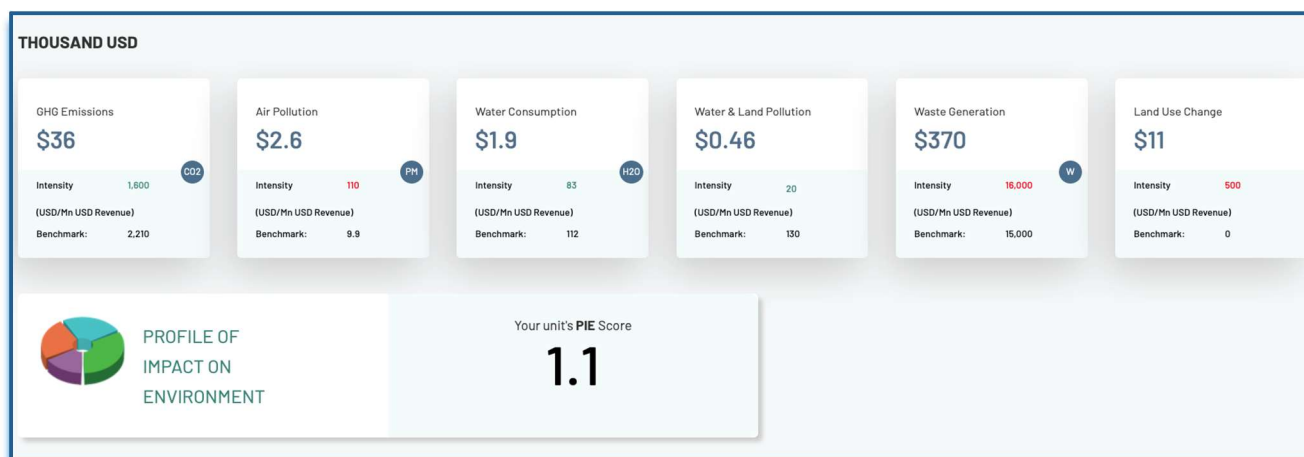 THOUSAND USD
GHG Emissions
$36
CO2
Intensity 1,600
(USD/Mn USD Revenue)
Benchmark: 2,210
Air Pollution
$2.6
PM
Intensity 110
(USD/Mn USD Revenue)
Benchmark: 9.9
Water Consumption
$1.9
H2O
Intensity 83
(USD/Mn USD Revenue)
Benchmark: 112
Water & Land Pollution
$0.46
Intensity 20
(USD/Mn USD Revenue)
Benchmark: 130
Waste Generation
$370
W
Intensity 16,000
(USD/Mn USD Revenue)
Benchmark: 15,000
Land Use Change
$11
Intensity 500
(USD/Mn USD Revenue)
Benchmark: 0
PROFILE OF
IMPACT ON
ENVIRONMENT
Your unit's PIE Score
1.1